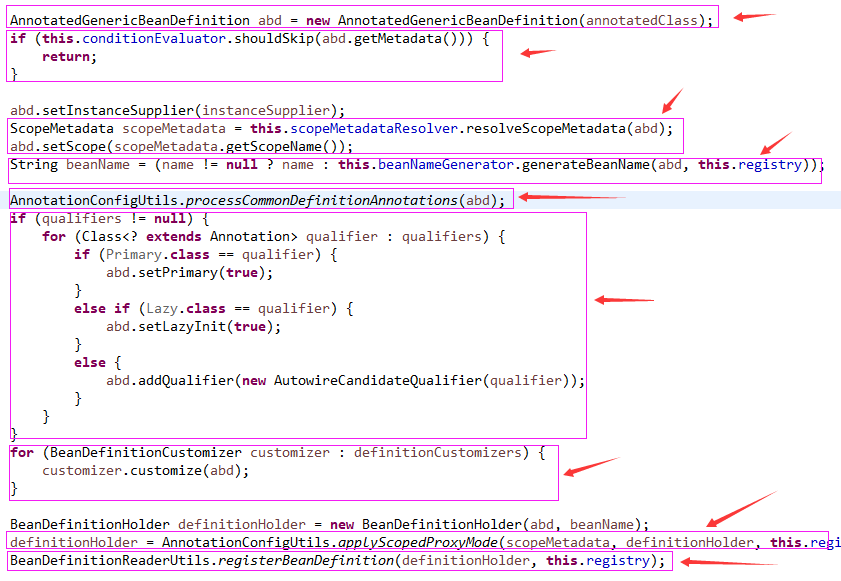 AnnotatedGenericBeanDefinition abd = new AnnotatedGenericBeanDefinition(annotatedClass);
if (this.conditionEvaluator.shouldSkip(abd.getMetadata())) {
    return;
}

abd.setInstanceSupplier(instanceSupplier);
ScopeMetadata scopeMetadata = this.scopeMetadataResolver.resolveScopeMetadata(abd);
abd.setScope(scopeMetadata.getScopeName());
String beanName = (name != null ? name : this.beanNameGenerator.generateBeanName(abd, this.registry));

AnnotationConfigUtils.processCommonDefinitionAnnotations(abd);
if (qualifiers != null) {
    for (Class<? extends Annotation> qualifier : qualifiers) {
        if (Primary.class == qualifier) {
            abd.setPrimary(true);
        }
        else if (Lazy.class == qualifier) {
            abd.setLazyInit(true);
        }
        else {
            abd.addQualifier(new AutowireCandidateQualifier(qualifier));
        }
    }
}
for (BeanDefinitionCustomizer customizer : definitionCustomizers) {
    customizer.customize(abd);
}

BeanDefinitionHolder definitionHolder = new BeanDefinitionHolder(abd, beanName);
definitionHolder = AnnotationConfigUtils.applyScopedProxyMode(scopeMetadata, definitionHolder, this.regi
BeanDefinitionReaderUtils.registerBeanDefinition(definitionHolder, this.registry);